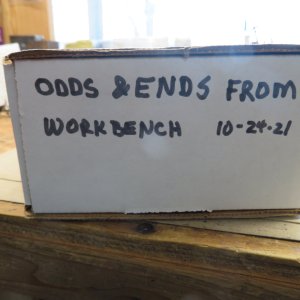 ODDS & ENDS FROM
WORKBENCH 10-24-21